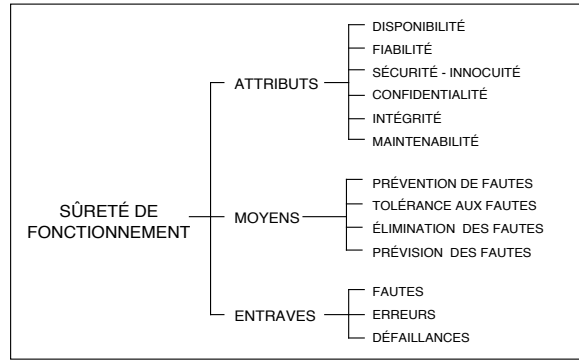 SÛRETÉ DE
FONCTIONNEMENT
ATTRIBUTS
DISPONIBILITÉ
FIABILITÉ
SÉCURITÉ - INNOCUITÉ
CONFIDENTIALITÉ
INTÉGRITÉ
MAINTENABILITÉ
MOYENS
PRÉVENTION DE FAUTES
TOLÉRANCE AUX FAUTES
ÉLIMINATION DES FAUTES
PRÉVISION DES FAUTES
ENTRAVES
FAUTES
ERREURS
DÉFAILLANCES